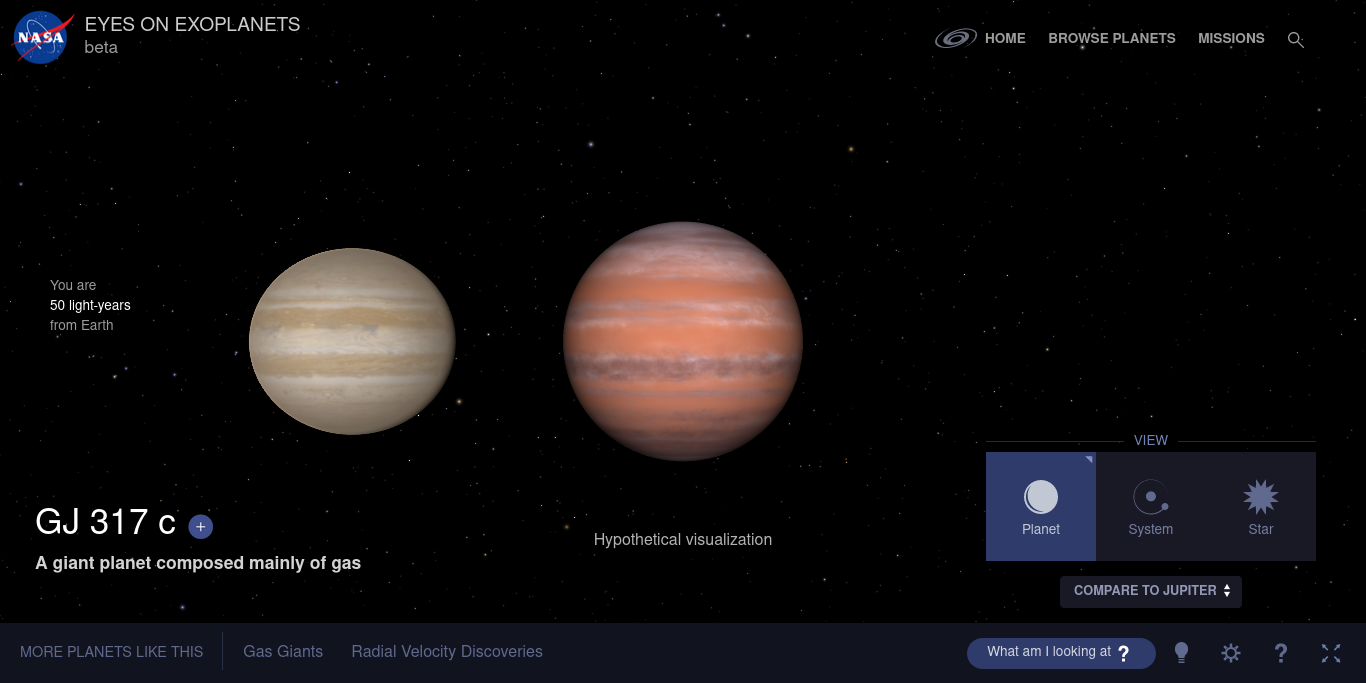 NASA
EYES ON EXOPLANETS
beta
HOME
BROWSE PLANETS
MISSIONS
You are
50 light-years
from Earth
GJ 317 c +
A giant planet composed mainly of gas
Hypothetical visualization
VIEW
Planet
System
Star
COMPARE TO JUPITER
MORE PLANETS LIKE THIS
Gas Giants
Radial Velocity Discoveries
What am I looking at ?
?